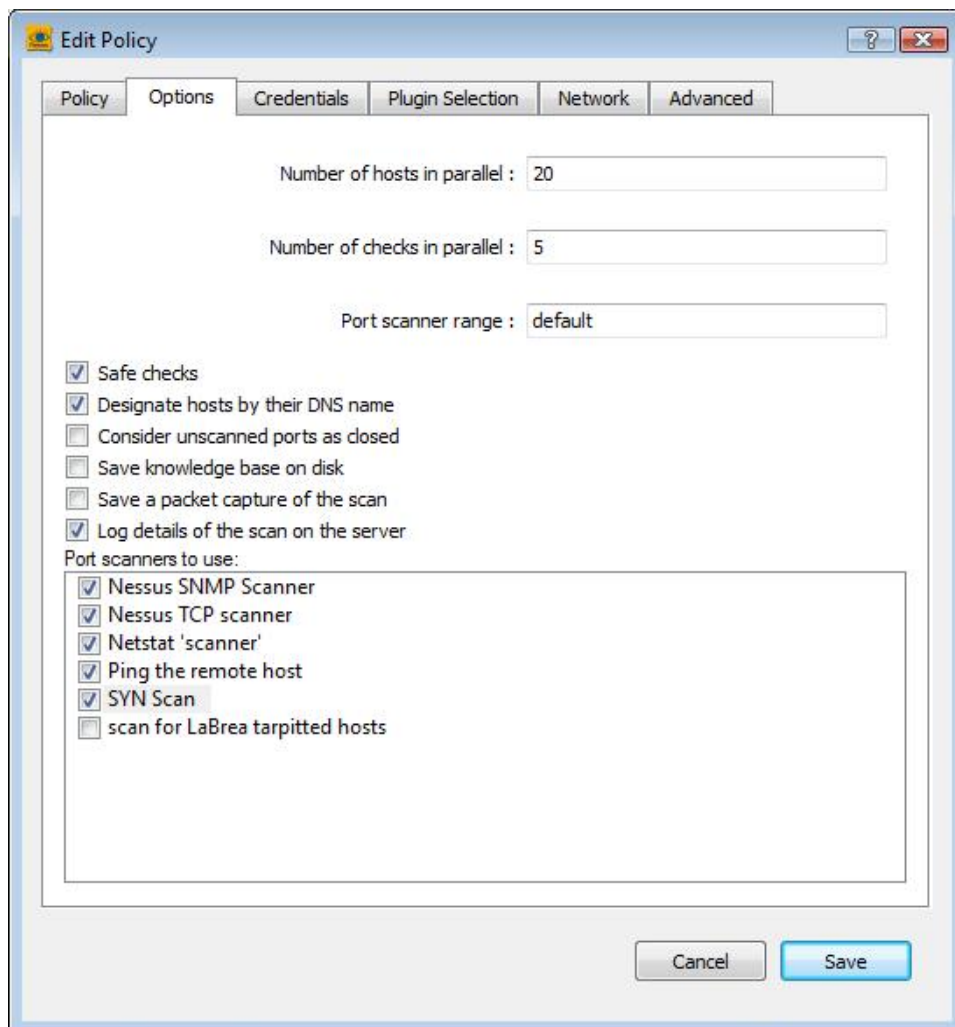 Edit Policy
Policy Options Credentials Plugin Selection Network Advanced
Number of hosts in parallel : 20
Number of checks in parallel : 5
Port scanner range : default
Safe checks
Designate hosts by their DNS name
Consider unscanned ports as closed
Save knowledge base on disk
Save a packet capture of the scan
Log details of the scan on the server
Port scanners to use:
Nessus SNMP Scanner
Nessus TCP scanner
Netstat 'scanner'
Ping the remote host
SYN Scan
scan for LaBrea tarpitted hosts
Cancel Save